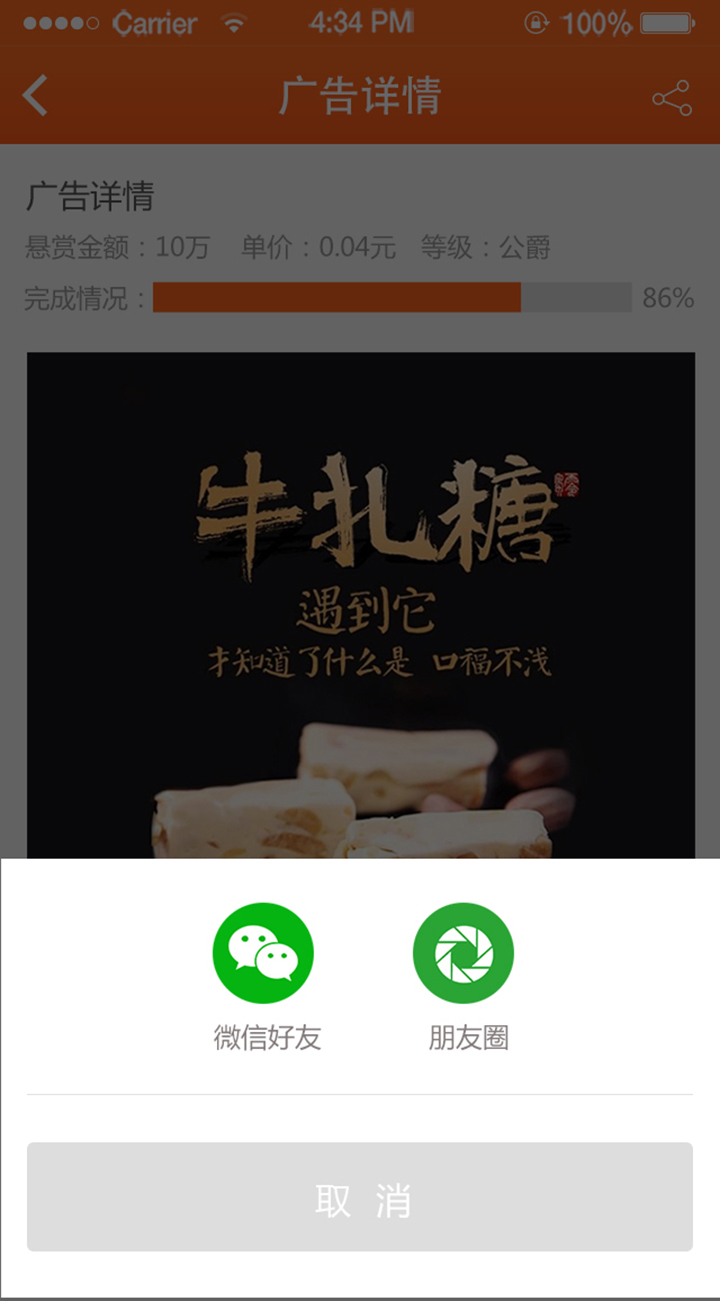 Carrier 4:34 PM 100%
广告详情
广告详情
悬赏金额：10万 单价：0.04元 等级：公爵
完成情况： 86%
牛扎糖
遇到它
才知道了什么是 口福不浅
微信好友 朋友圈
取 消